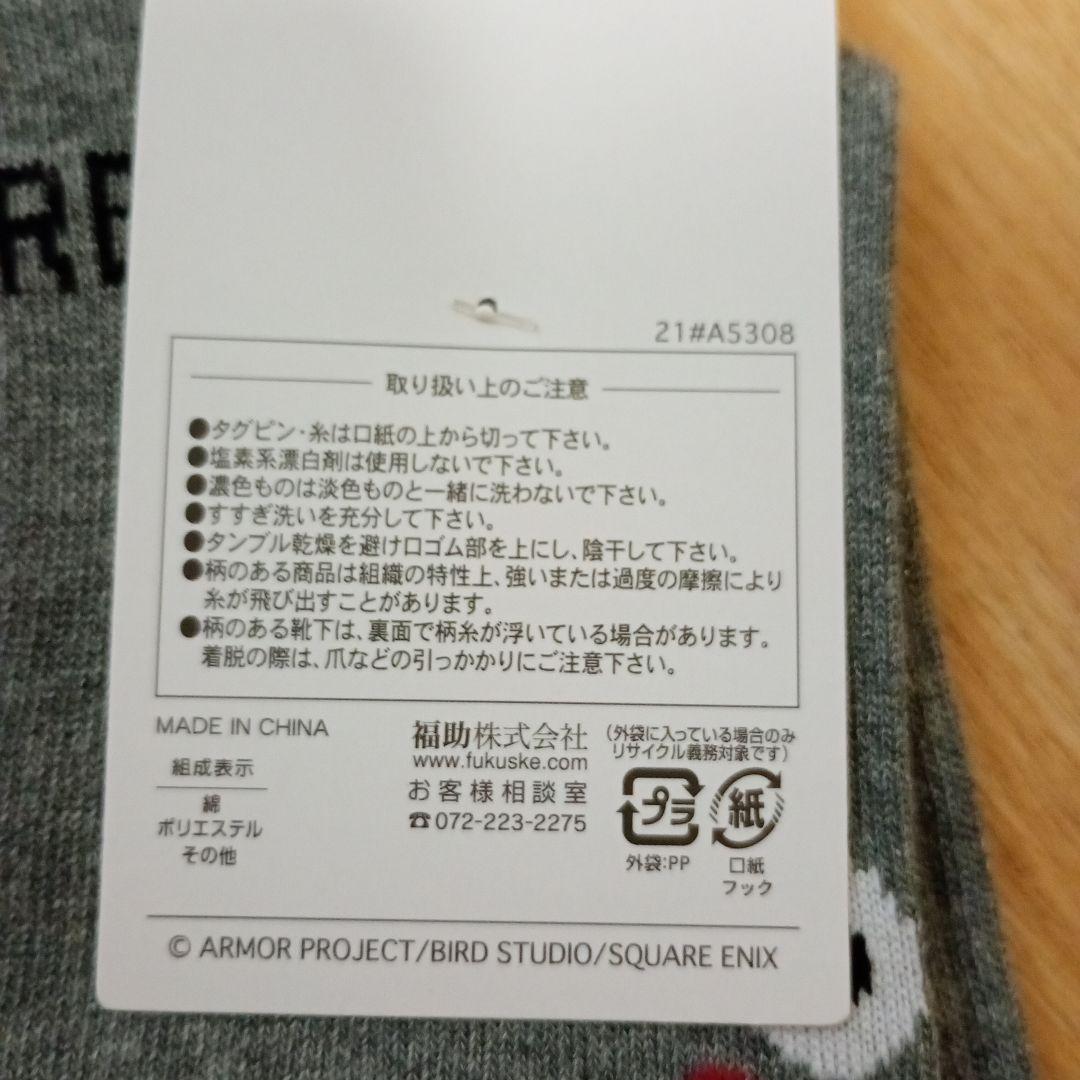 RE
21#A5308
取り扱い上のご注意
●タグピン・糸は口紙の上から切って下さい。
●塩素系漂白剤は使用しないで下さい。
●濃色ものは淡色ものと一緒に洗わないで下さい。
●すすぎ洗いを充分して下さい。
●タンブル乾燥を避け口ゴム部を上にし、陰干して下さい。
●柄のある商品は組織の特性上、強いまたは過度の摩擦により
糸が飛び出すことがあります。
●柄のある靴下は、裏面で柄糸が浮いている場合があります。
着脱の際は、爪などの引っかかりにご注意下さい。
MADE IN CHINA
組成表示
綿
ポリエステル
その他
福助株式会社
www.fukuske.com
お客様相談室
☎072-223-2275
（外袋に入っている場合のみ
リサイクル義務対象です）
プラ
紙
外袋:PP
口紙
フック
© ARMOR PROJECT/BIRD STUDIO/SQUARE ENIX